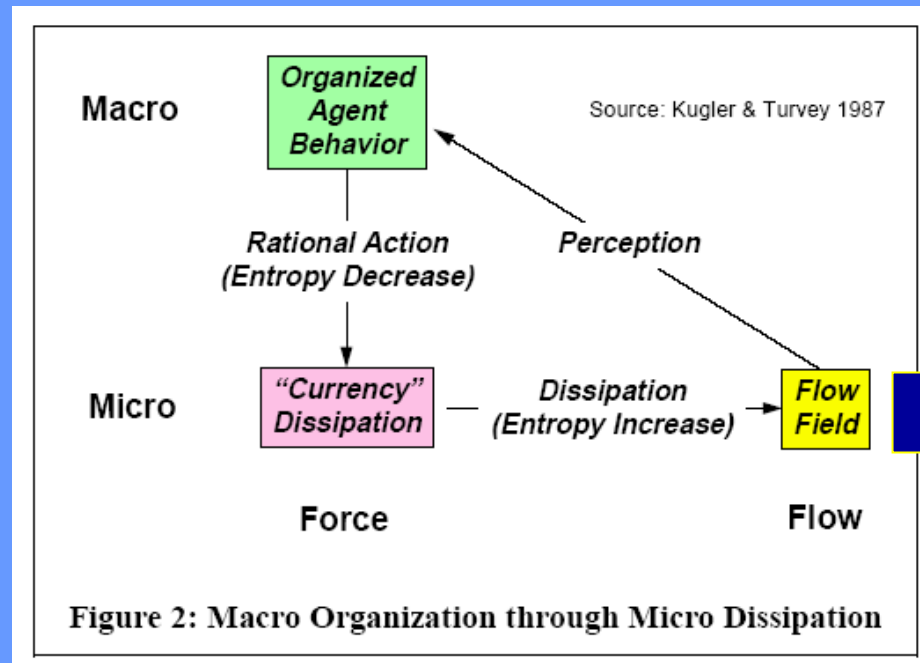 Organized
Agent
Behavior
Macro
Source: Kugler & Turvey 1987
Rational Action
(Entropy Decrease)
Perception
Micro
“Currency”
Dissipation
Dissipation
(Entropy Increase)
Flow
Field
Force
Flow
Figure 2: Macro Organization through Micro Dissipation